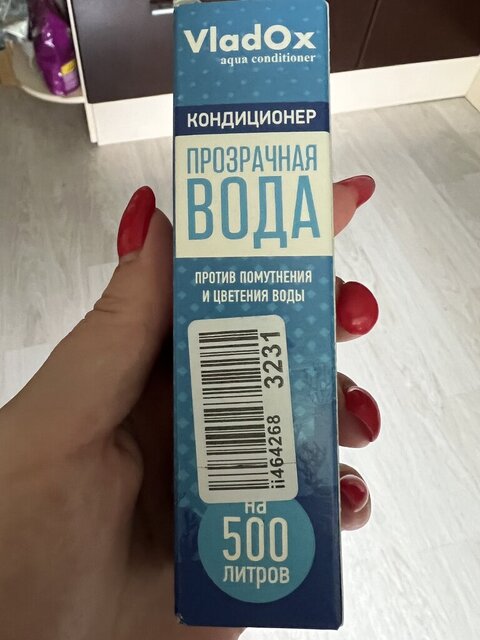 VladOx
aqua conditioner
КОНДИЦИОНЕР
ПРОЗРАЧНАЯ
ВОДА
ПРОТИВ ПОМУТНЕНИЯ
И ЦВЕТЕНИЯ ВОДЫ
ii464268 3231
на
500
ЛИТРОВ